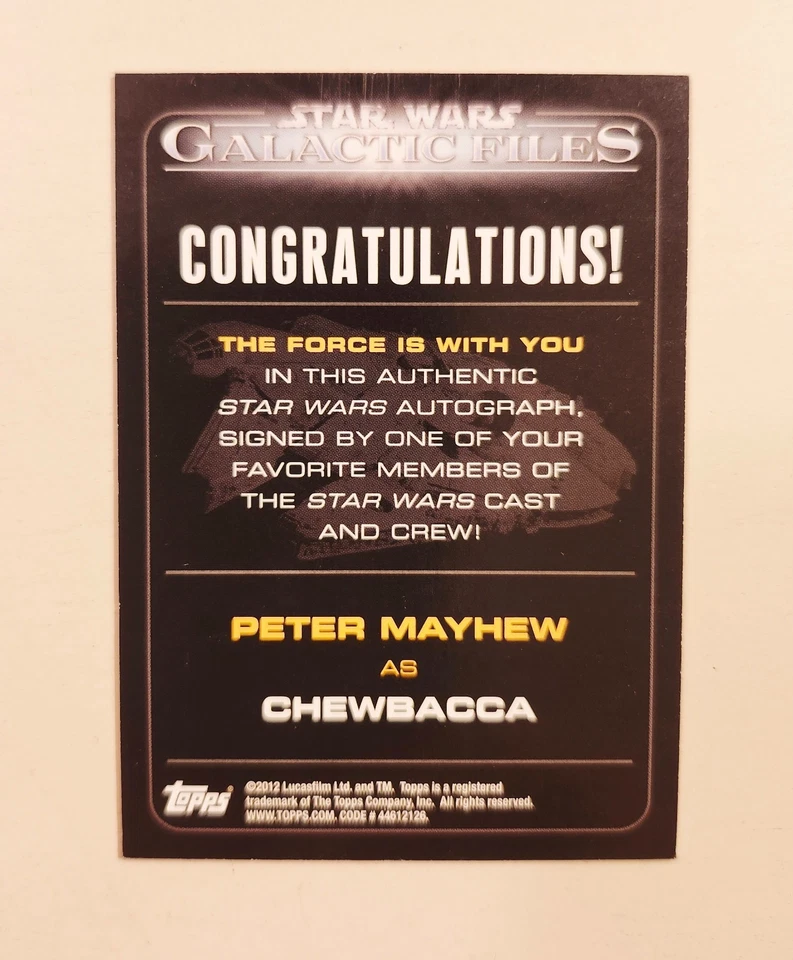 STAR WARS
GALACTIC FILES
CONGRATULATIONS!
THE FORCE IS WITH YOU
IN THIS AUTHENTIC
STAR WARS AUTOGRAPH,
SIGNED BY ONE OF YOUR
FAVORITE MEMBERS OF
THE STAR WARS CAST
AND CREW!
PETER MAYHEW
AS
CHEWBACCA
topps®
©2012 Lucasfilm Ltd. and TM. Topps is a registered
trademark of The Topps Company, Inc. All rights reserved.
WWW.TOPPS.COM. CODE # 44612126.